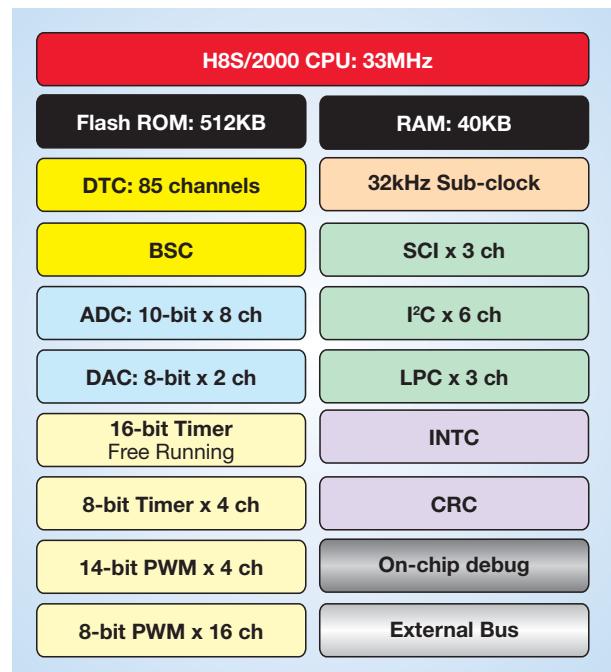 H8S/2000 CPU: 33MHz
Flash ROM: 512KB
RAM: 40KB
DTC: 85 channels
32kHz Sub-clock
BSC
SCI x 3 ch
ADC: 10-bit x 8 ch
I²C x 6 ch
DAC: 8-bit x 2 ch
LPC x 3 ch
16-bit Timer
Free Running
INTC
8-bit Timer x 4 ch
CRC
14-bit PWM x 4 ch
On-chip debug
8-bit PWM x 16 ch
External Bus